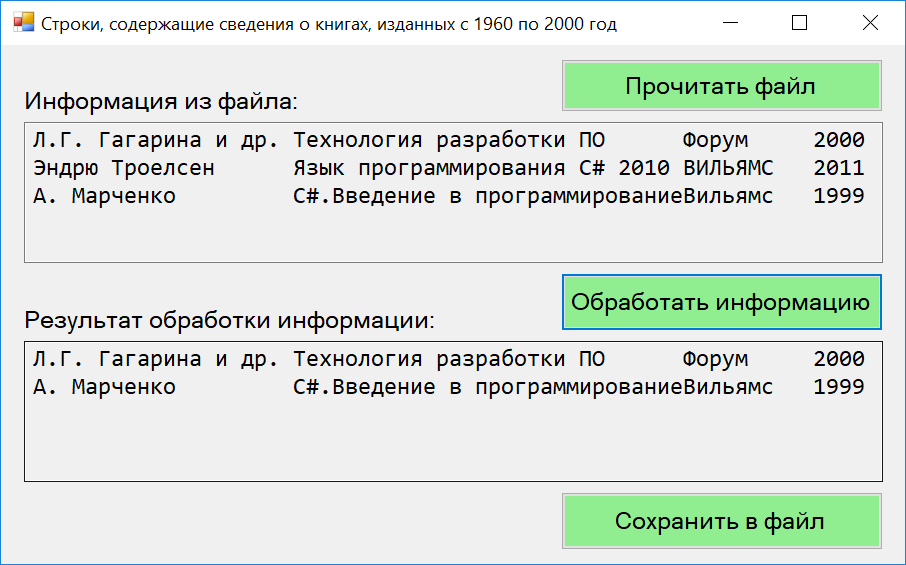 Строки, содержащие сведения о книгах, изданных с 1960 по 2000 год
Прочитать файл
Информация из файла:
Л.Г. Гагарина и др. Технология разработки ПО      Форум     2000
Эндрю Троелсен      Язык программирования C# 2010 ВИЛЬЯМС   2011
А. Марченко         C#.Введение в программированиеВильямс   1999
Обработать информацию
Результат обработки информации:
Л.Г. Гагарина и др. Технология разработки ПО      Форум     2000
А. Марченко         C#.Введение в программированиеВильямс   1999
Сохранить в файл